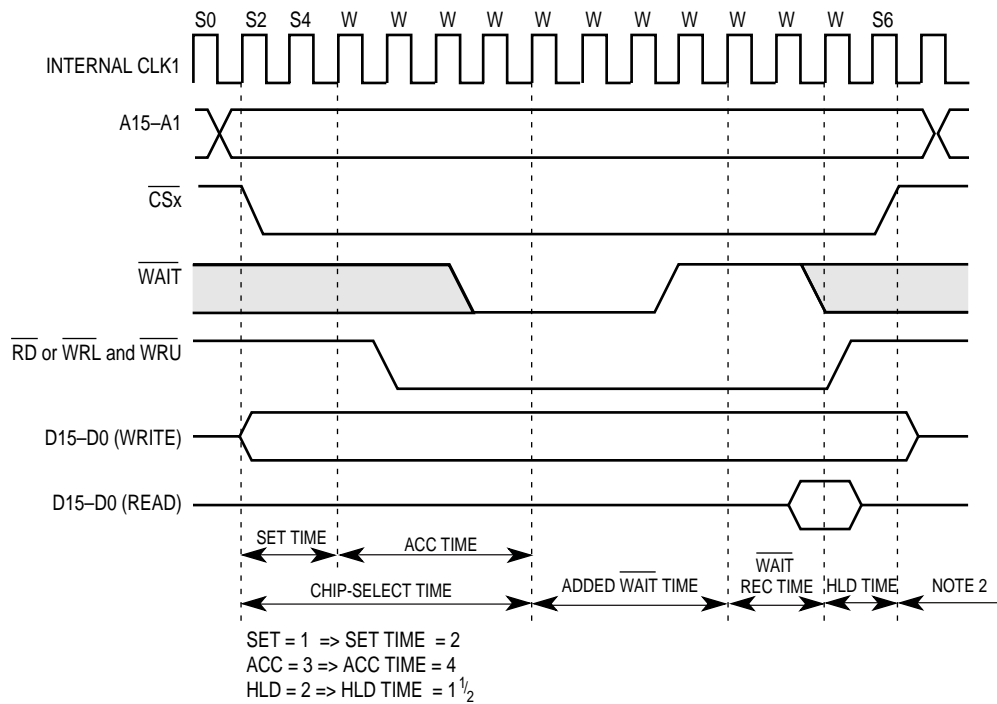 S0 S2 S4 W W W W W W W W W W W S6
INTERNAL CLK1
A15–A1
CSx
WAIT
RD or WRL and WRU
D15–D0 (WRITE)
D15–D0 (READ)
SET TIME
ACC TIME
WAIT
CHIP-SELECT TIME
ADDED WAIT TIME
REC TIME
HLD TIME
NOTE 2
SET = 1 => SET TIME = 2
ACC = 3 => ACC TIME = 4
HLD = 2 => HLD TIME = 1 1/2